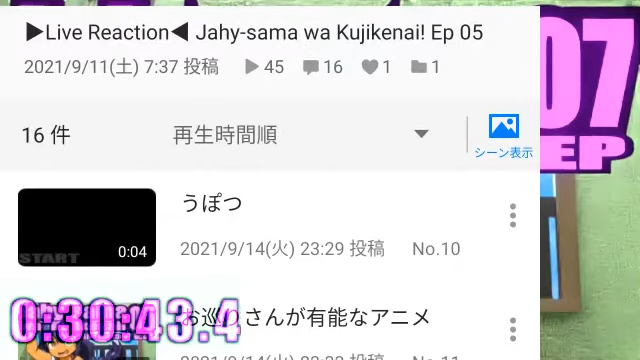 ▶Live Reaction◀ Jahy-sama wa Kujikenai! Ep 05
2021/9/11(土) 7:37 投稿 45 16 1 1
07
EP
16 件 再生時間順
シーン表示
うぽつ
START 0:04
2021/9/14(火) 23:29 投稿 No.10
0:30:43.4
お巡りさんが有能なアニメ